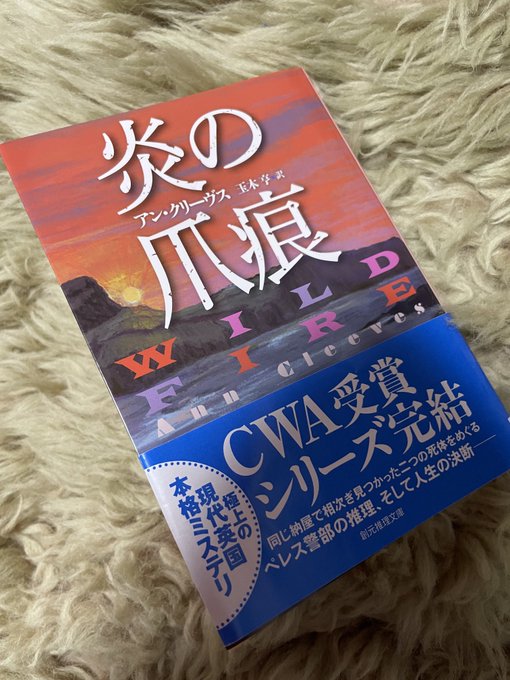 炎の
アン・クリーヴス 玉木亨 訳
爪痕
WILD
FIRE
Ann Cleeves
CWA受賞
シリーズ完結
同じ納屋で相次ぎ見つかった二つの死体をめぐる
ペレス警部の推理、そして人生の決断──
極上の
現代英国
本格ミステリ
創元推理文庫